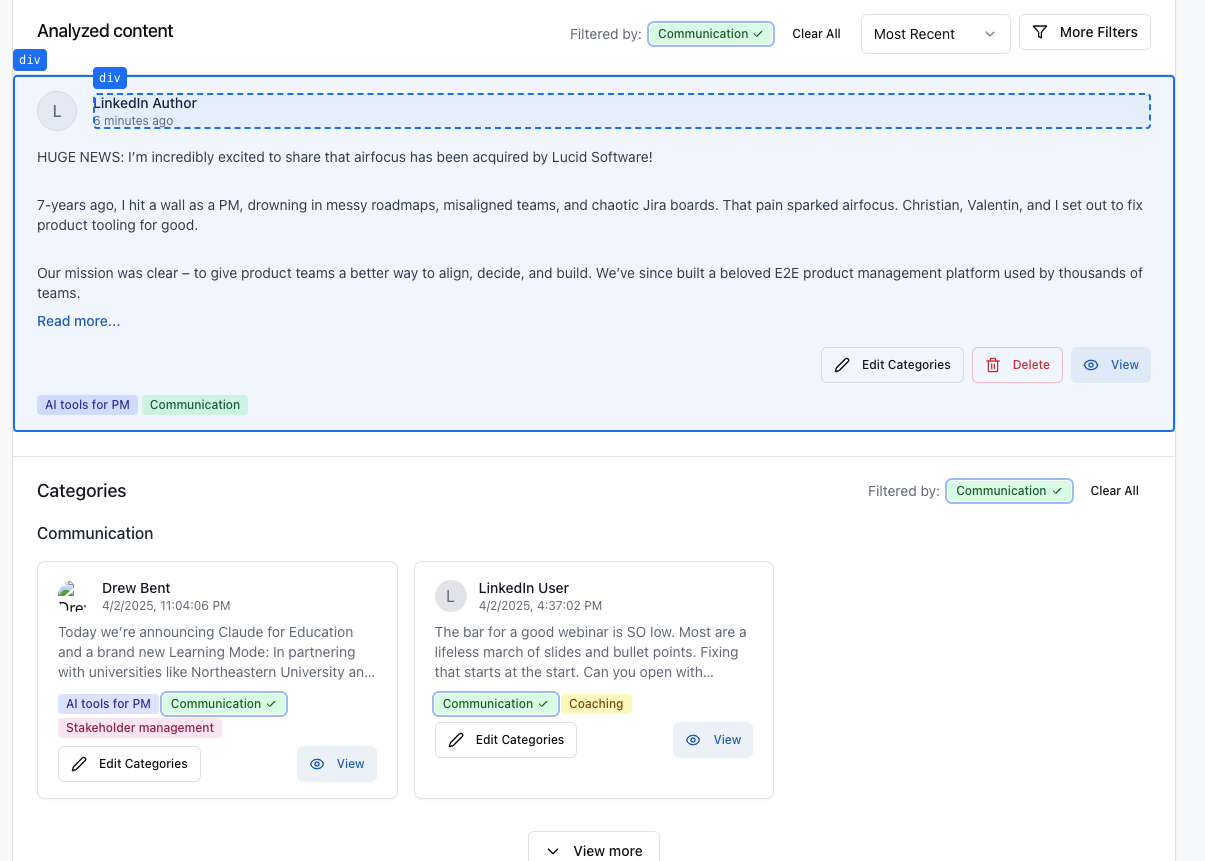 Analyzed content
Filtered by:
Communication ✓
Clear All
Most Recent
More Filters
div
div
L
LinkedIn Author
6 minutes ago
HUGE NEWS: I’m incredibly excited to share that airfocus has been acquired by Lucid Software!
7-years ago, I hit a wall as a PM, drowning in messy roadmaps, misaligned teams, and chaotic Jira boards. That pain sparked airfocus. Christian, Valentin, and I set out to fix
product tooling for good.
Our mission was clear – to give product teams a better way to align, decide, and build. We’ve since built a beloved E2E product management platform used by thousands of
teams.
Read more...
Edit Categories
Delete
View
AI tools for PM
Communication
Categories
Filtered by:
Communication ✓
Clear All
Communication
Drew Bent
4/2/2025, 11:04:06 PM
Today we’re announcing Claude for Education
and a brand new Learning Mode: In partnering
with universities like Northeastern University an...
AI tools for PM
Communication ✓
Stakeholder management
Edit Categories
View
L
LinkedIn User
4/2/2025, 4:37:02 PM
The bar for a good webinar is SO low. Most are a
lifeless march of slides and bullet points. Fixing
that starts at the start. Can you open with...
Communication ✓
Coaching
Edit Categories
View
View more